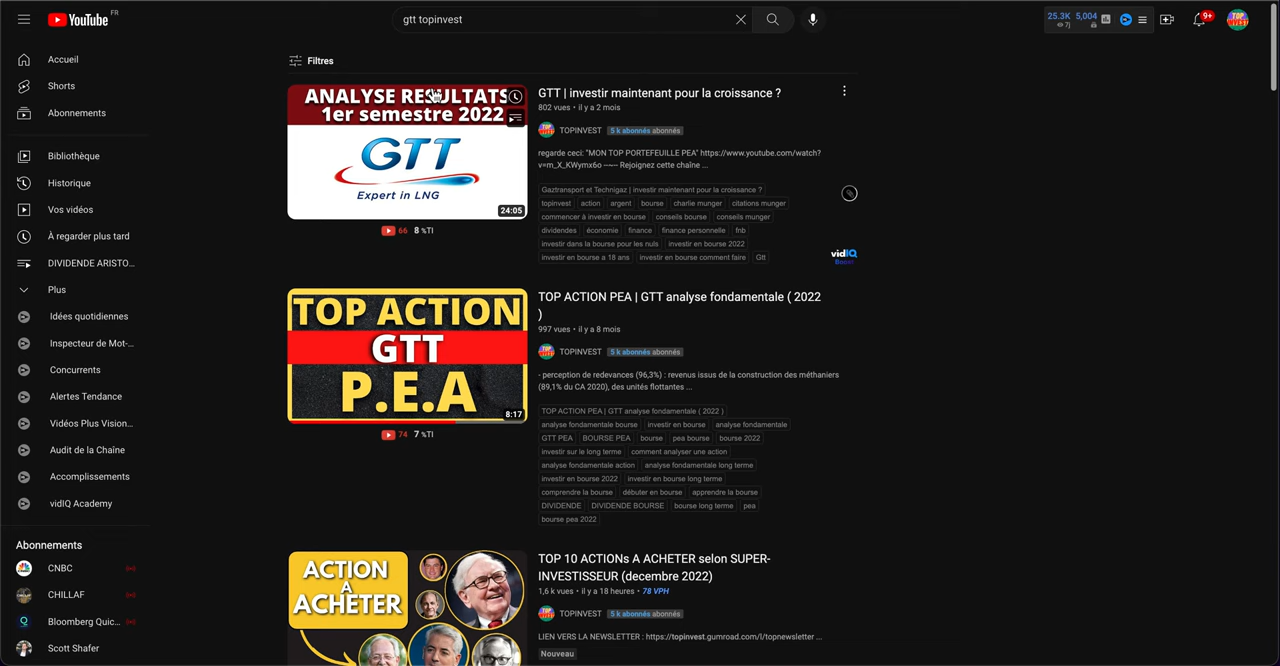 YouTube FR
gtt topinvest
25.3K 5,004
7j
9+
TOP
INVEST
Accueil
Shorts
Abonnements
Bibliothèque
Historique
Vos vidéos
À regarder plus tard
DIVIDENDE ARISTO...
Plus
Idées quotidiennes
Inspecteur de Mot-...
Concurrents
Alertes Tendance
Vidéos Plus Vision...
Audit de la Chaîne
Accomplissements
vidIQ Academy
Abonnements
CNBC
CHILLAF
Bloomberg Quic...
Scott Shafer
Filtres
ANALYSE RESULTATS
1er semestre 2022
GTT
Expert in LNG
24:05
66 8 %TI
GTT | investir maintenant pour la croissance ?
802 vues • il y a 2 mois
TOPINVEST 5 k abonnés abonnés
regarde ceci: "MON TOP PORTEFEUILLE PEA" https://www.youtube.com/watch?
v=m_X_KWymx6o -~-~- Rejoignez cette chaîne ...
Gaztransport et Technigaz | investir maintenant pour la croissance ?
topinvest action argent bourse charlie munger citations munger
commencer à investir en bourse conseils bourse conseils munger
dividendes économie finance finance personnelle fnb
investir dans la bourse pour les nuls investir en bourse 2022
investir en bourse a 18 ans investir en bourse comment faire Gtt
vidIQ
Boost
TOP ACTION
GTT
P.E.A
8:17
74 7 %TI
TOP ACTION PEA | GTT analyse fondamentale ( 2022
)
997 vues • il y a 8 mois
TOPINVEST 5 k abonnés abonnés
- perception de redevances (96,3%) : revenus issus de la construction des méthaniers
(89,1% du CA 2020), des unités flottantes ...
TOP ACTION PEA | GTT analyse fondamentale ( 2022 )
analyse fondamentale bourse investir en bourse analyse fondamentale
GTT PEA BOURSE PEA bourse pea bourse bourse 2022
investir sur le long terme comment analyser une action
analyse fondamentale action analyse fondamentale long terme
investir en bourse 2022 investir en bourse long terme
comprendre la bourse débuter en bourse apprendre la bourse
DIVIDENDE DIVIDENDE BOURSE bourse long terme pea
bourse pea 2022
ACTION
A
ACHETER
TOP 10 ACTIONs A ACHETER selon SUPER-
INVESTISSEUR (decembre 2022)
1,6 k vues • il y a 18 heures • 78 VPH
TOPINVEST 5 k abonnés abonnés
LIEN VERS LA NEWSLETTER : https://topinvest.gumroad.com/l/topnewsletter ...
Nouveau